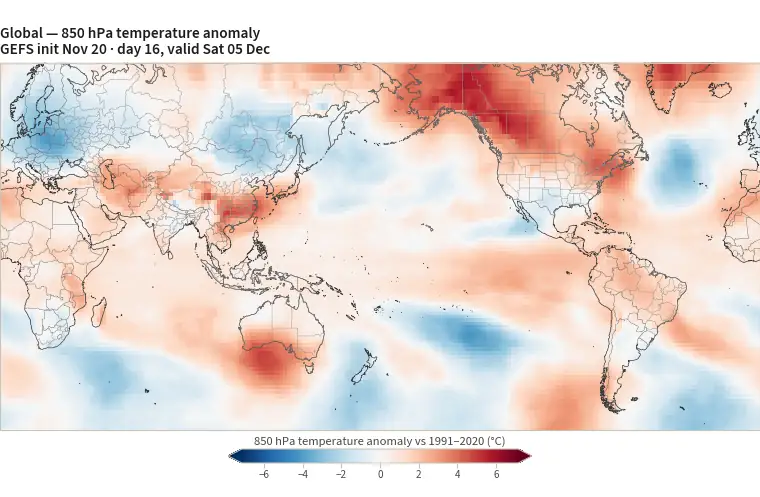 Global — 850 hPa temperature anomaly
GEFS init Nov 20 · day 16, valid Sat 05 Dec
850 hPa temperature anomaly vs 1991–2020 (°C)
−6 −4 −2 0 2 4 6